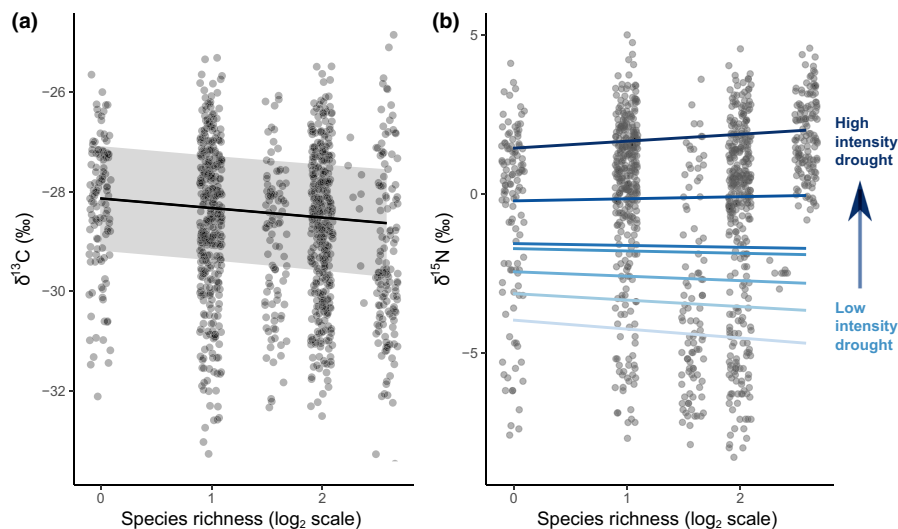 (a)
δ¹³C (‰)
−26
−28
−30
−32
0
1
2
Species richness (log₂ scale)
(b)
δ¹⁵N (‰)
5
0
−5
0
1
2
Species richness (log₂ scale)
High
intensity
drought
Low
intensity
drought